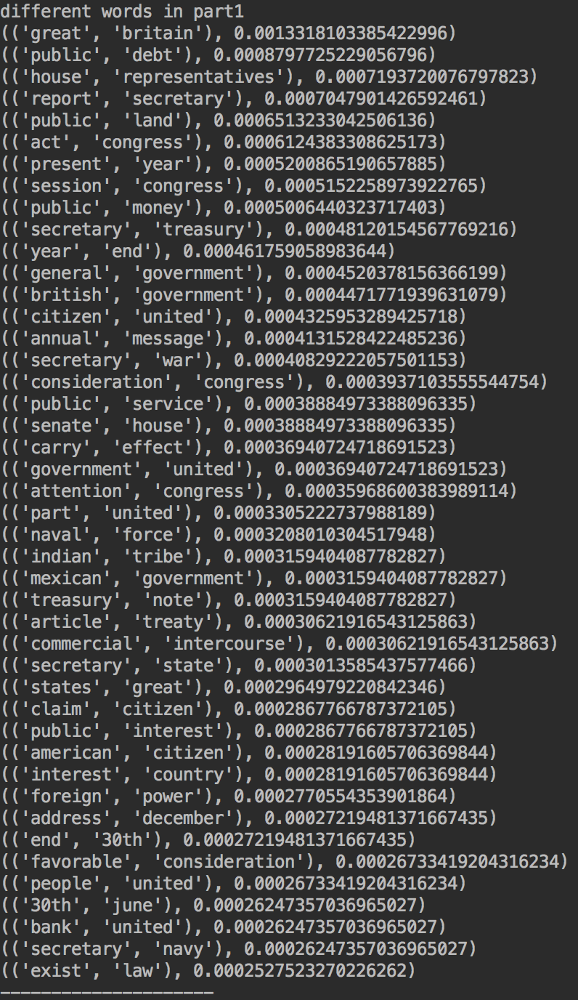 different words in part1
(('great', 'britain'), 0.0013318103385422996)
(('public', 'debt'), 0.0008797725229056796)
(('house', 'representatives'), 0.0007193720076797823)
(('report', 'secretary'), 0.0007047901426592461)
(('public', 'land'), 0.0006513233042506136)
(('act', 'congress'), 0.0006124383308625173)
(('present', 'year'), 0.0005200865190657885)
(('session', 'congress'), 0.0005152258973922765)
(('public', 'money'), 0.0005006440323717403)
(('secretary', 'treasury'), 0.00048120154567769216)
(('year', 'end'), 0.000461759058983644)
(('general', 'government'), 0.0004520378156366199)
(('british', 'government'), 0.0004471771939631079)
(('citizen', 'united'), 0.0004325953289425718)
(('annual', 'message'), 0.0004131528422485236)
(('secretary', 'war'), 0.00040829222057501153)
(('consideration', 'congress'), 0.0003937103555544754)
(('public', 'service'), 0.00038884973388096335)
(('senate', 'house'), 0.00038884973388096335)
(('carry', 'effect'), 0.00036940724718691523)
(('government', 'united'), 0.00036940724718691523)
(('attention', 'congress'), 0.00035968600383989114)
(('part', 'united'), 0.0003305222737988189)
(('naval', 'force'), 0.0003208010304517948)
(('indian', 'tribe'), 0.0003159404087782827)
(('mexican', 'government'), 0.0003159404087782827)
(('treasury', 'note'), 0.0003159404087782827)
(('article', 'treaty'), 0.00030621916543125863)
(('commercial', 'intercourse'), 0.00030621916543125863)
(('secretary', 'state'), 0.0003013585437577466)
(('states', 'great'), 0.0002964979220842346)
(('claim', 'citizen'), 0.0002867766787372105)
(('public', 'interest'), 0.0002867766787372105)
(('american', 'citizen'), 0.00028191605706369844)
(('interest', 'country'), 0.00028191605706369844)
(('foreign', 'power'), 0.0002770554353901864)
(('address', 'december'), 0.00027219481371667435)
(('end', '30th'), 0.00027219481371667435)
(('favorable', 'consideration'), 0.00026733419204316234)
(('people', 'united'), 0.00026733419204316234)
(('30th', 'june'), 0.00026247357036965027)
(('bank', 'united'), 0.00026247357036965027)
(('secretary', 'navy'), 0.00026247357036965027)
(('exist', 'law'), 0.0002527523270226262)
---------------------